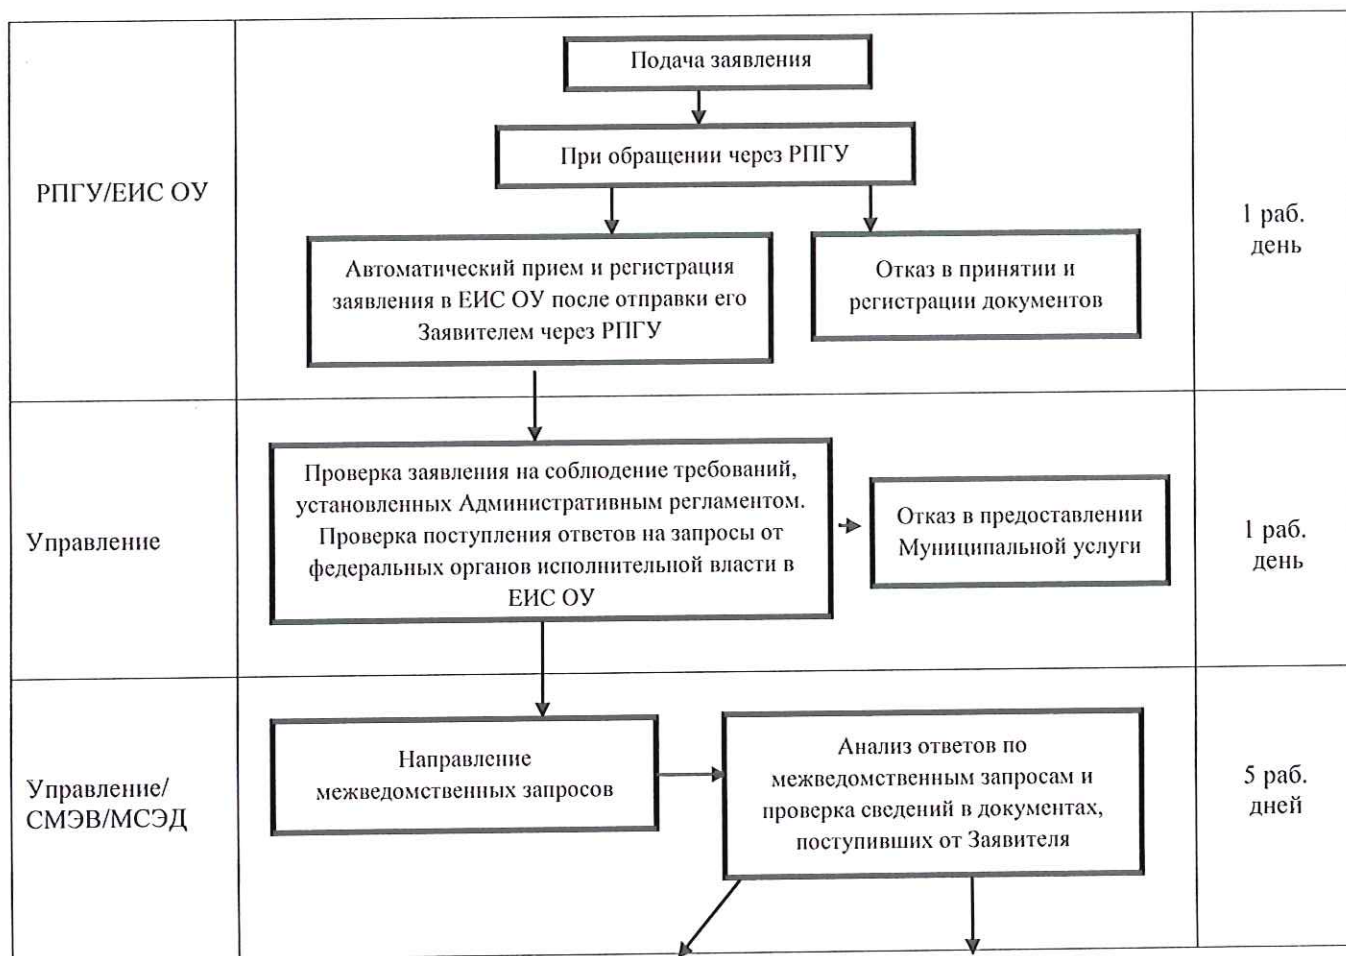 Подача заявления
При обращении через РПГУ
РПГУ/ЕИС ОУ
Автоматический прием и регистрация
заявления в ЕИС ОУ после отправки его
Заявителем через РПГУ
Отказ в принятии и
регистрации документов
1 раб.
день
Управление
Проверка заявления на соблюдение требований,
установленных Административным регламентом.
Проверка поступления ответов на запросы от
федеральных органов исполнительной власти в
ЕИС ОУ
Отказ в предоставлении
Муниципальной услуги
1 раб.
день
Управление/
СМЭВ/МСЭД
Направление
межведомственных запросов
Анализ ответов по
межведомственным запросам и
проверка сведений в документах,
поступивших от Заявителя
5 раб.
дней